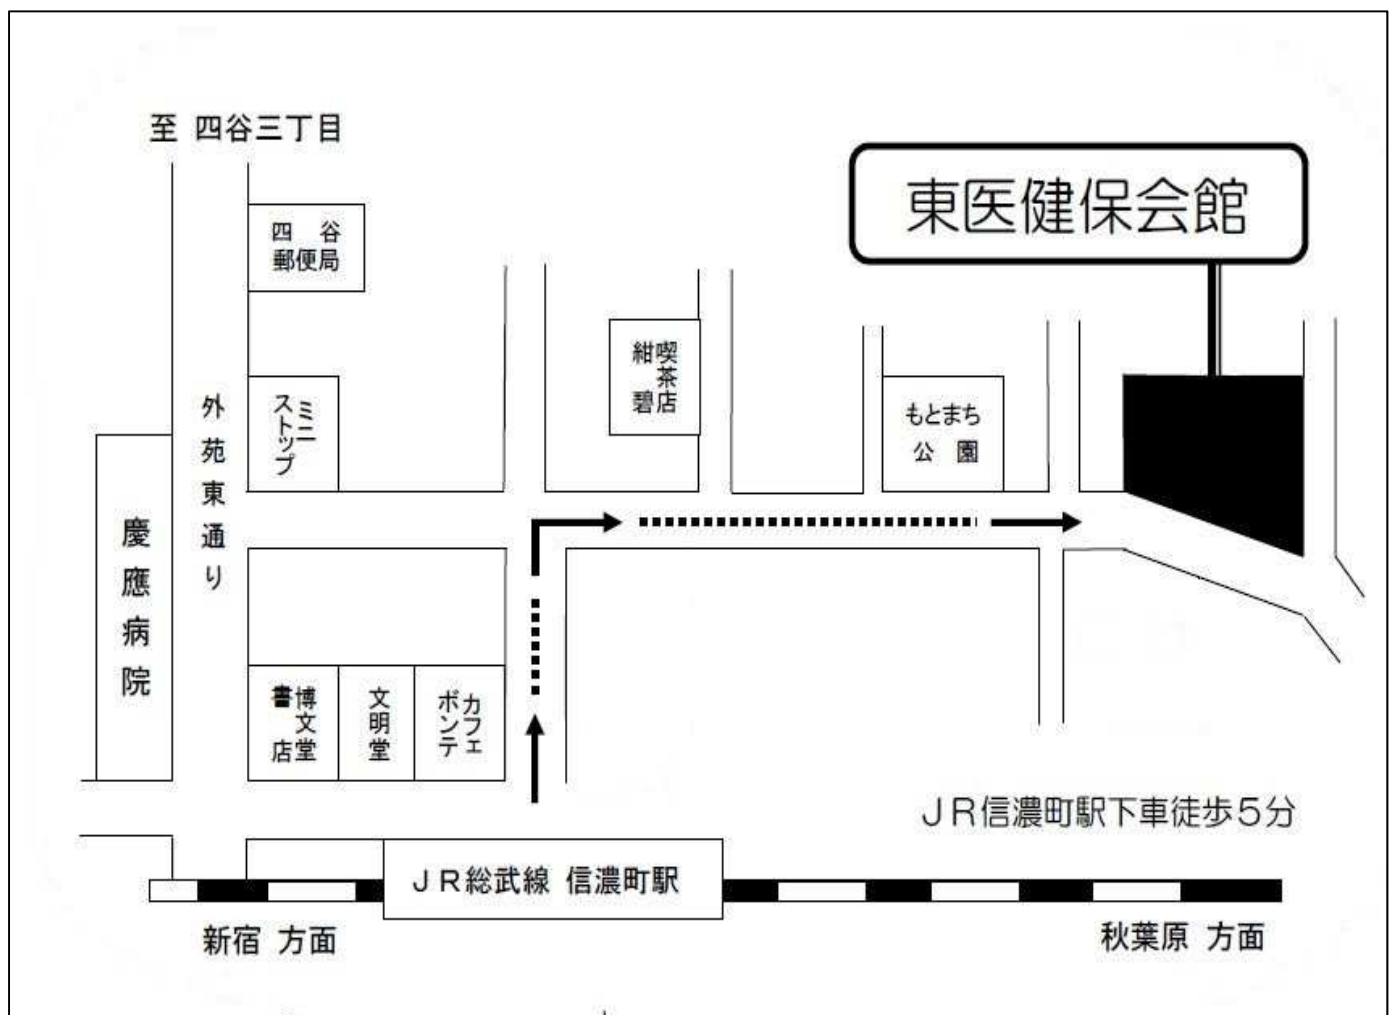 至 四谷三丁目
東医健保会館
四 谷
郵便局
喫茶店
紺 碧
もとまち
公 園
ミニ
ストップ
外苑東通り
慶應病院
博文堂
書 店
文明堂
カフェ
ボンテ
ＪＲ信濃町駅下車徒歩５分
ＪＲ総武線 信濃町駅
新宿 方面
秋葉原 方面